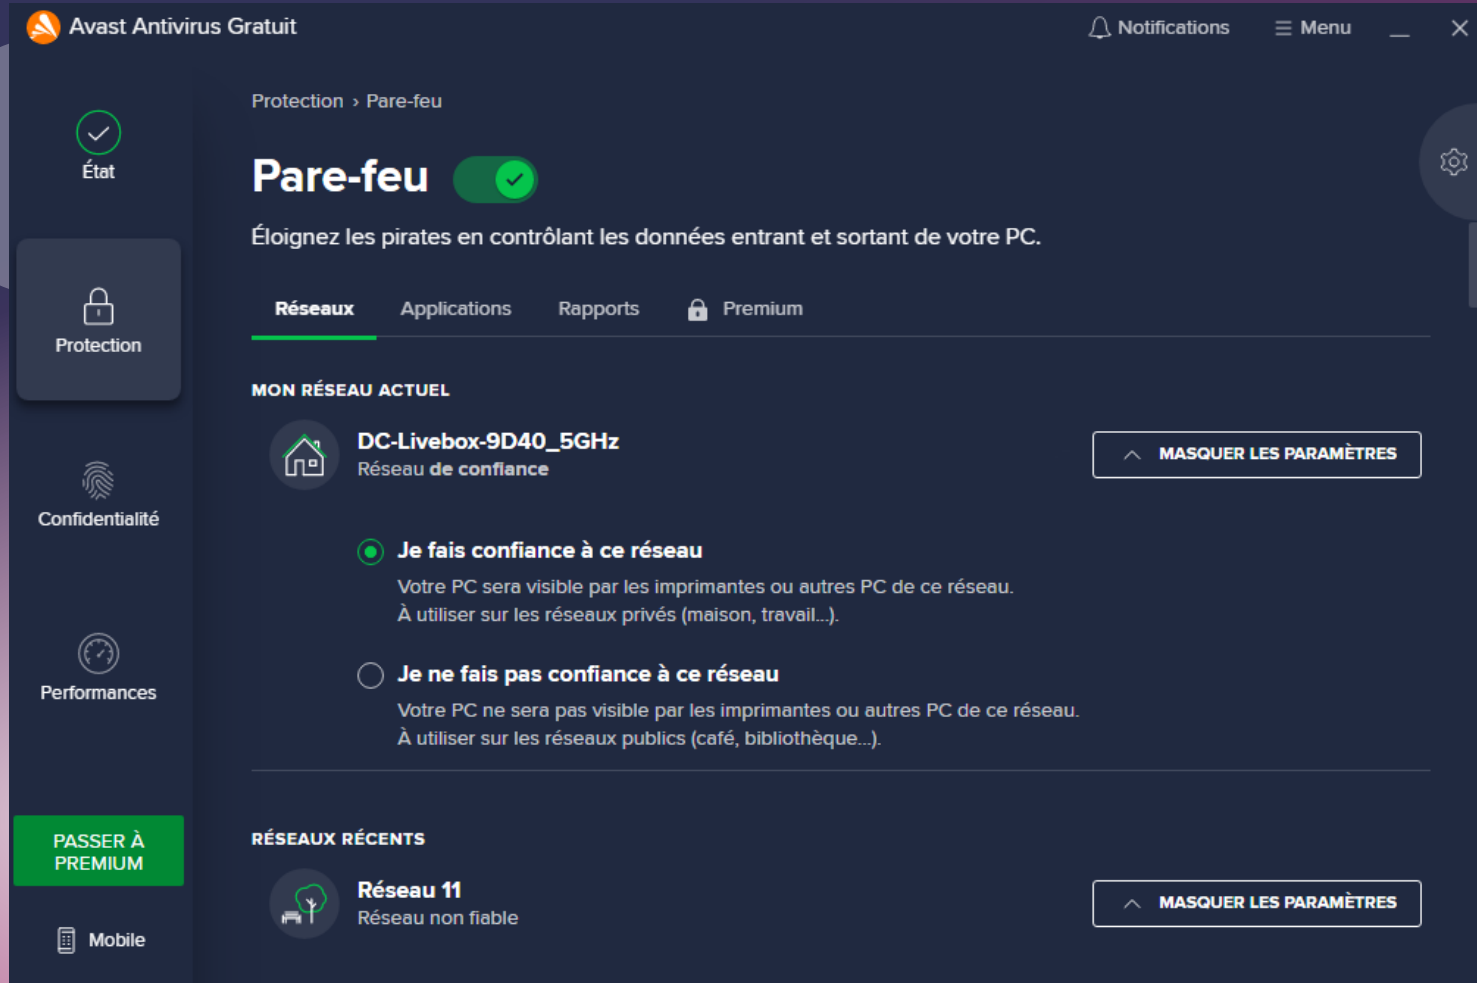 Avast Antivirus Gratuit
Notifications
Menu
État
Protection
Confidentialité
Performances
PASSER À
PREMIUM
Mobile
Protection › Pare-feu
Pare-feu
Éloignez les pirates en contrôlant les données entrant et sortant de votre PC.
Réseaux Applications Rapports Premium
MON RÉSEAU ACTUEL
DC-Livebox-9D40_5GHz
Réseau de confiance
MASQUER LES PARAMÈTRES
Je fais confiance à ce réseau
Votre PC sera visible par les imprimantes ou autres PC de ce réseau.
À utiliser sur les réseaux privés (maison, travail...).
Je ne fais pas confiance à ce réseau
Votre PC ne sera pas visible par les imprimantes ou autres PC de ce réseau.
À utiliser sur les réseaux publics (café, bibliothèque...).
RÉSEAUX RÉCENTS
Réseau 11
Réseau non fiable
MASQUER LES PARAMÈTRES